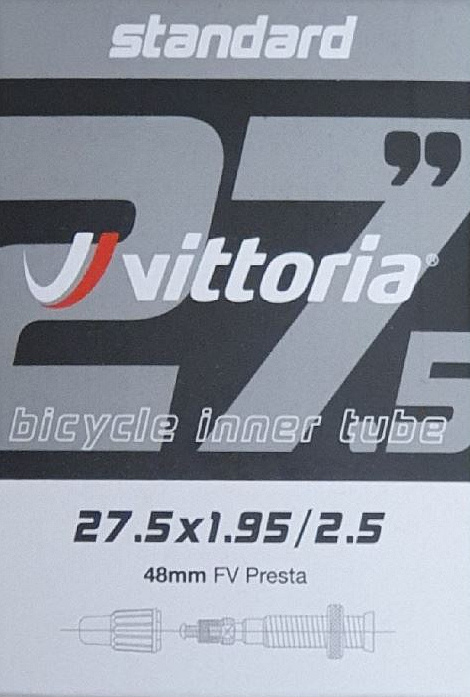 standard
27.5”
vittoria®
bicycle inner tube
27.5x1.95/2.5
48mm FV Presta